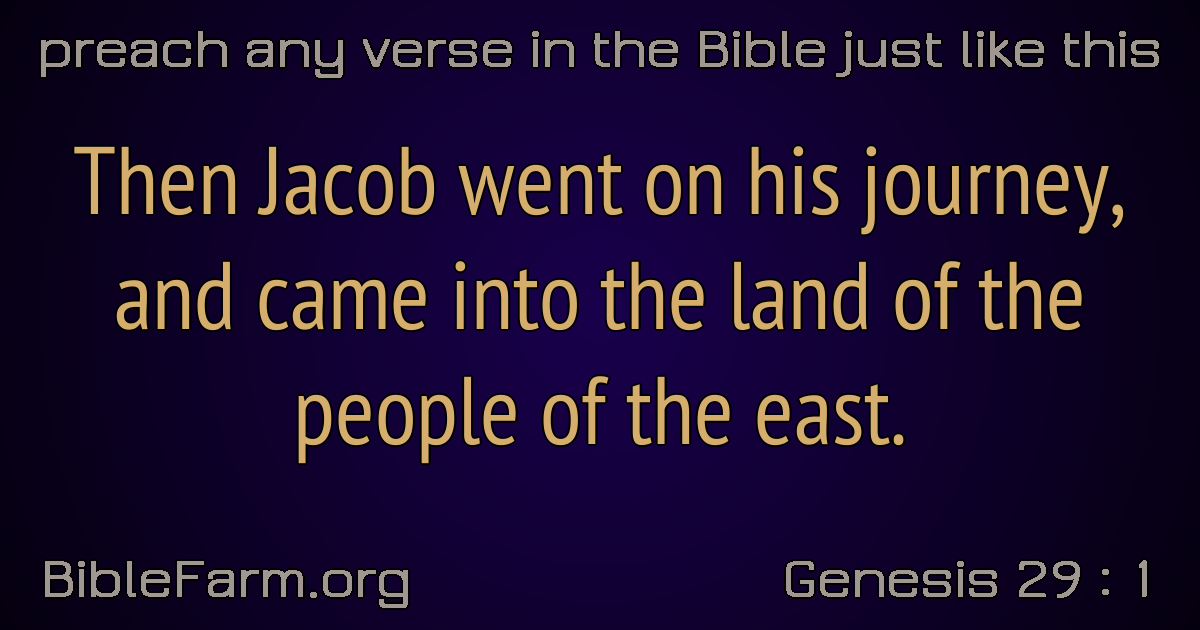 preach any verse in the Bible just like this
Then Jacob went on his journey,
and came into the land of the
people of the east.
BibleFarm.org
Genesis 29 : 1